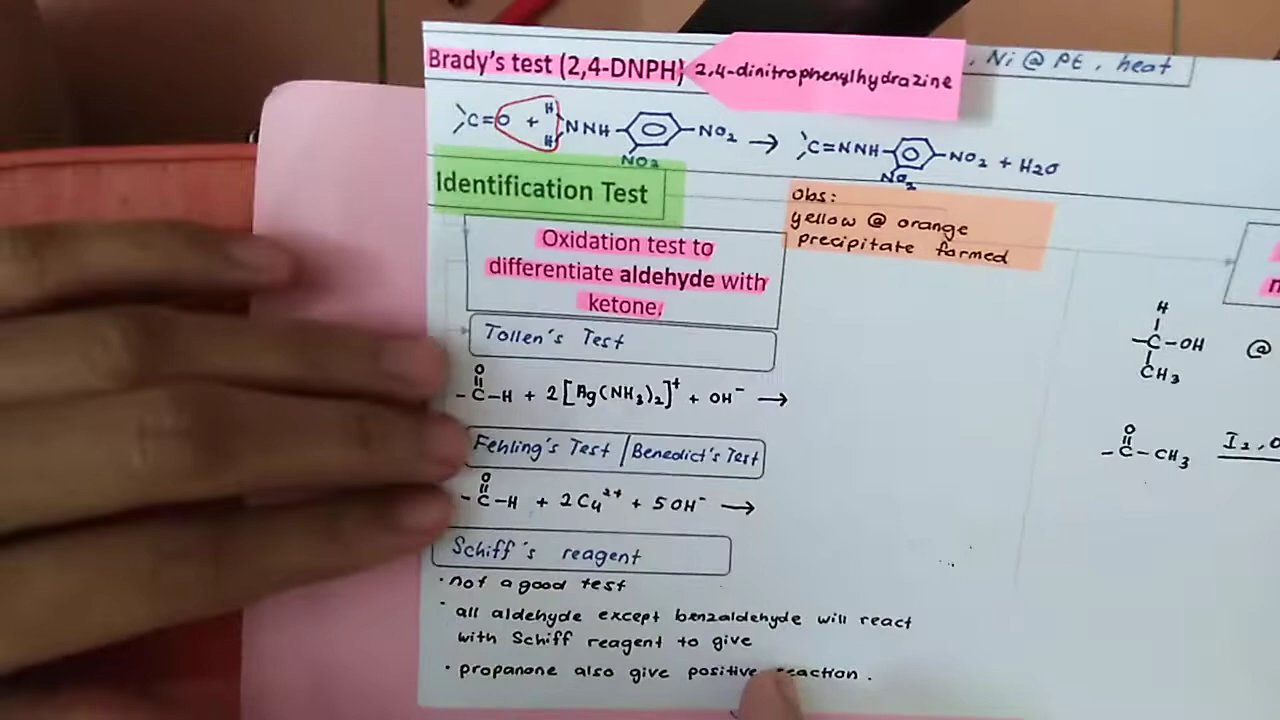 Brady's test (2,4-DNPH) 2,4-dinitrophenylhydrazine
, Ni @ Pt , heat
C=O + H H NNH NO2 NO2 → C=NNH NO2 NO2 + H2O
Identification Test
Obs:
yellow @ orange
precipitate formed
Oxidation test to
differentiate aldehyde with
ketone.
Tollen's Test
O
-C-H + 2[Ag(NH3)2]+ + OH- →
Fehling's Test / Benedict's Test
O
-C-H + 2Cu2+ + 5OH- →
Schiff's reagent
· not a good test
· all aldehyde except benzaldehyde will react
with Schiff reagent to give
· propanone also give positive reaction.
H
-C-OH @
CH3
O
-C-CH3 I2, O